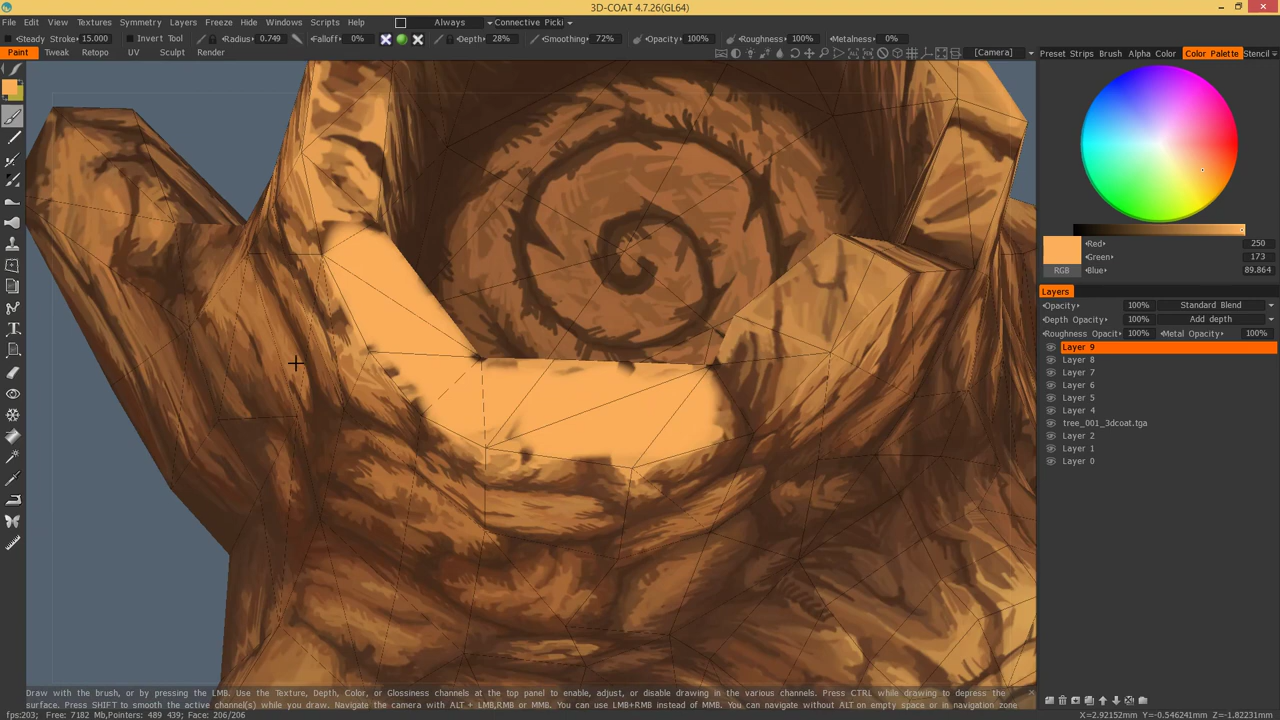 3D-COAT 4.7.26(GL64)
File Edit View Textures Symmetry Layers Freeze Hide Windows Scripts Help Always Connective Picki
Steady Stroke 15.000 Invert Tool Radius 0.749 Falloff 0% Depth 28% Smoothing 72% Opacity 100% Roughness 100% Metalness 0%
Paint Tweak Retopo UV Sculpt Render [Camera]
Preset Strips Brush Alpha Color Color Palette Stencil
Red 250
Green 173
RGB Blue 89.864
Layers
Opacity 100% Standard Blend
Depth Opacity 100% Add depth
Roughness Opacit 100% Metal Opacity 100%
Layer 9
Layer 8
Layer 7
Layer 6
Layer 5
Layer 4
tree_001_3dcoat.tga
Layer 2
Layer 1
Layer 0
Draw with the brush, or by pressing the LMB. Use the Texture, Depth, Color, or Glossiness channels at the top panel to enable, adjust, or disable drawing in the various channels. Press CTRL while drawing to depress the
surface. Press SHIFT to smooth the active channel(s) while you draw. Navigate the camera with ALT + LMB,RMB or MMB. You can use LMB+RMB instead of MMB. You can navigate without ALT on empty space or in navigation zone
fps:203; Free: 7182 Mb,Pointers: 489 439; Face: 206/206 X=2.92152mm Y=-0.546241mm Z=-1.82231mm